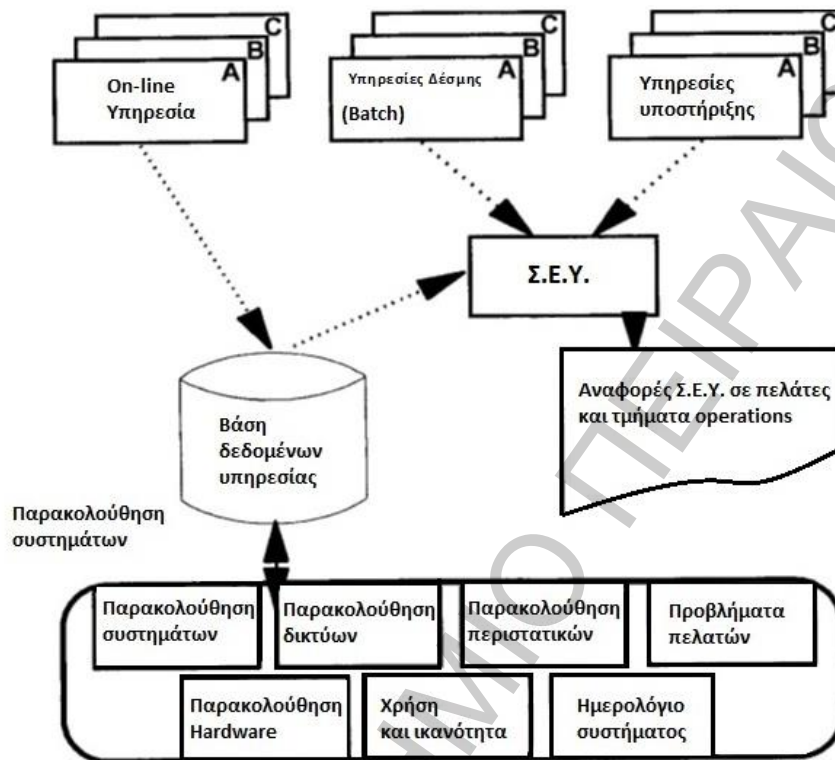 C
B
A
On-line
Υπηρεσία
C
B
A
Υπηρεσίες Δέσμης
(Batch)
C
B
A
Υπηρεσίες
υποστήριξης
Σ.Ε.Υ.
Αναφορές Σ.Ε.Υ. σε πελάτες
και τμήματα operations
Βάση
δεδομένων
υπηρεσίας
Παρακολούθηση
συστημάτων
Παρακολούθηση
συστημάτων
Παρακολούθηση
δικτύων
Παρακολούθηση
περιστατικών
Προβλήματα
πελατών
Παρακολούθηση
Hardware
Χρήση
και ικανότητα
Ημερολόγιο
συστήματος